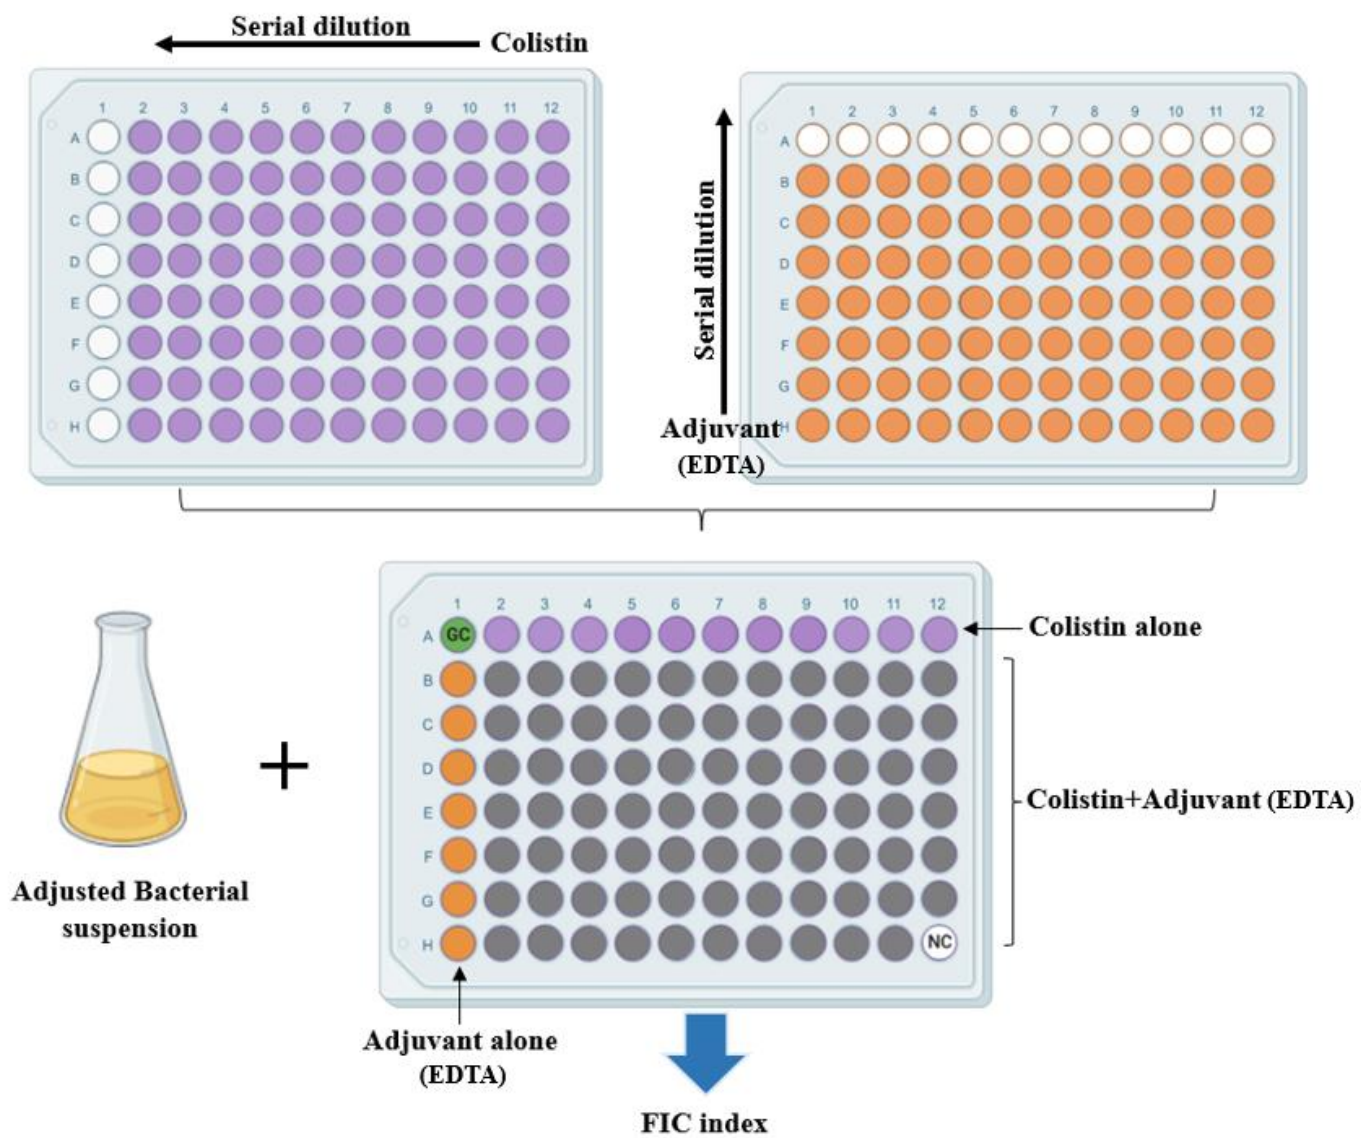 Serial dilution
Colistin
1 2 3 4 5 6 7 8 9 10 11 12
A
B
C
D
E
F
G
H
1 2 3 4 5 6 7 8 9 10 11 12
A
B
C
D
E
F
G
H
Serial dilution
Adjuvant
(EDTA)
Adjusted Bacterial
suspension
+
1 2 3 4 5 6 7 8 9 10 11 12
A GC
B
C
D
E
F
G
H NC
Colistin alone
Colistin+Adjuvant (EDTA)
Adjuvant alone
(EDTA)
FIC index